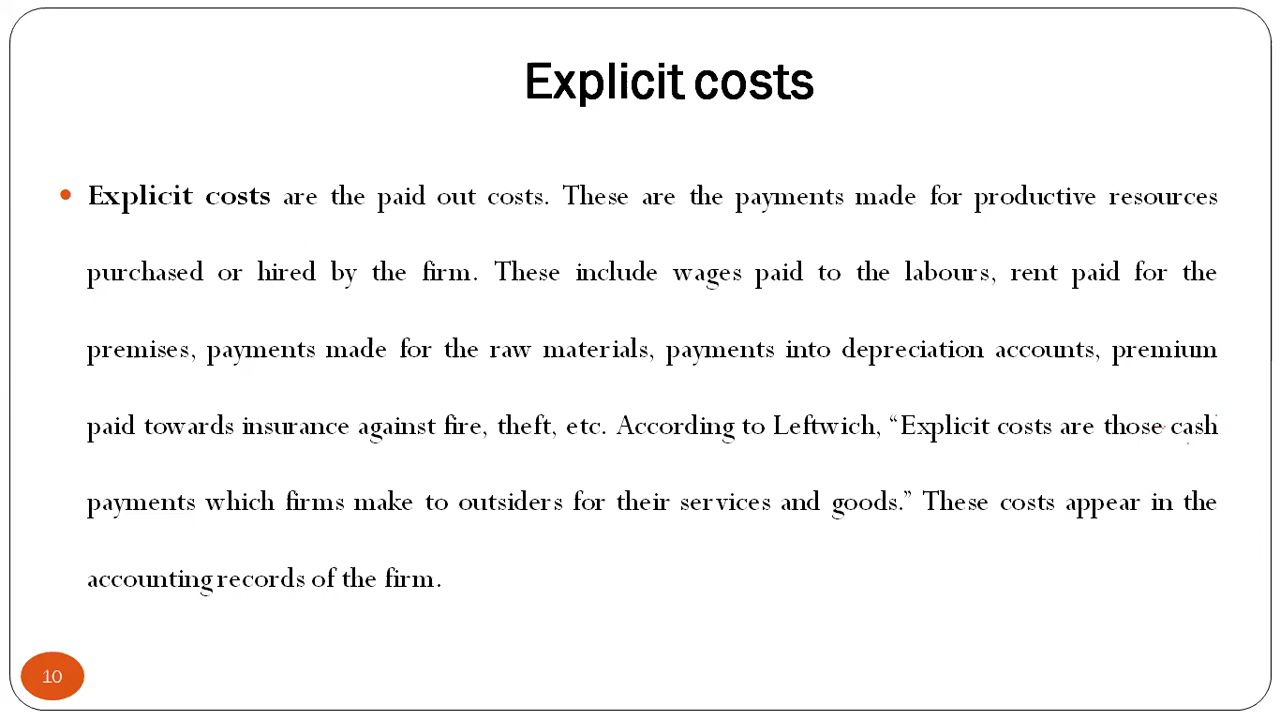 Explicit costs
• Explicit costs are the paid out costs. These are the payments made for productive resources
purchased or hired by the firm. These include wages paid to the labours, rent paid for the
premises, payments made for the raw materials, payments into depreciation accounts, premium
paid towards insurance against fire, theft, etc. According to Leftwich, “Explicit costs are those cash
payments which firms make to outsiders for their services and goods.” These costs appear in the
accounting records of the firm.
10